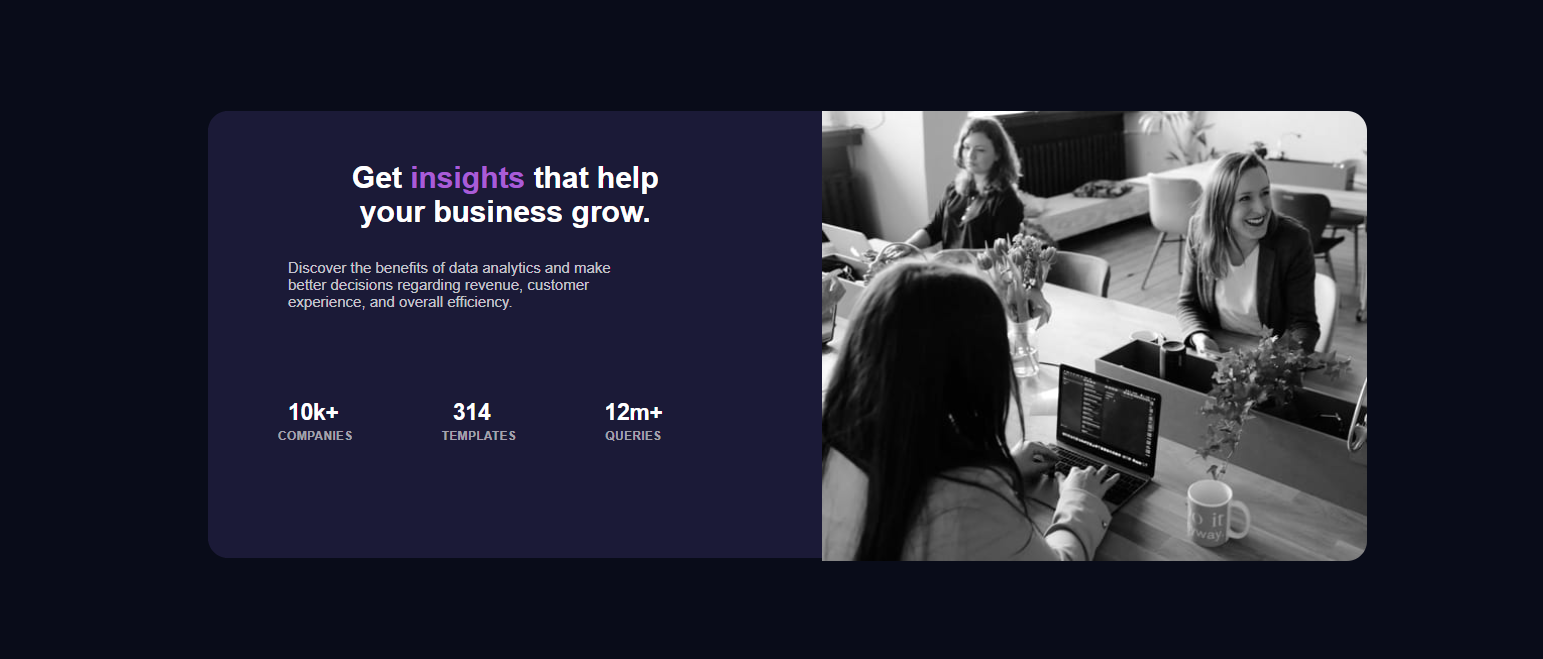 Get insights that help
your business grow.
Discover the benefits of data analytics and make
better decisions regarding revenue, customer
experience, and overall efficiency.
10k+ 314 12m+
COMPANIES TEMPLATES QUERIES